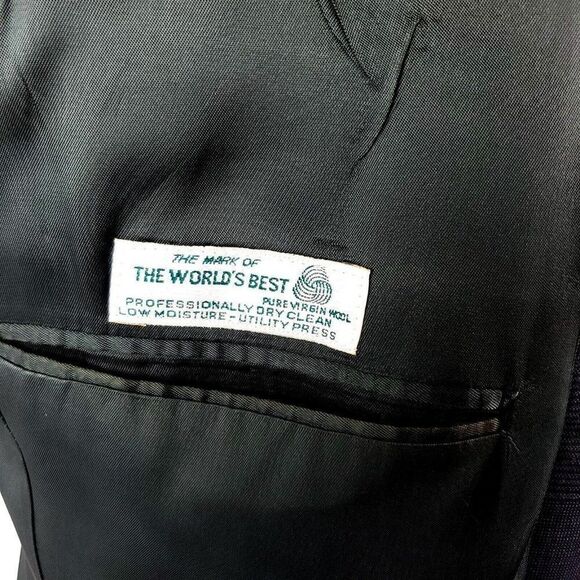 THE MARK OF
THE WORLD'S BEST
PURE VIRGIN WOOL
PROFESSIONALLY DRY CLEAN
LOW MOISTURE-UTILITY PRESS